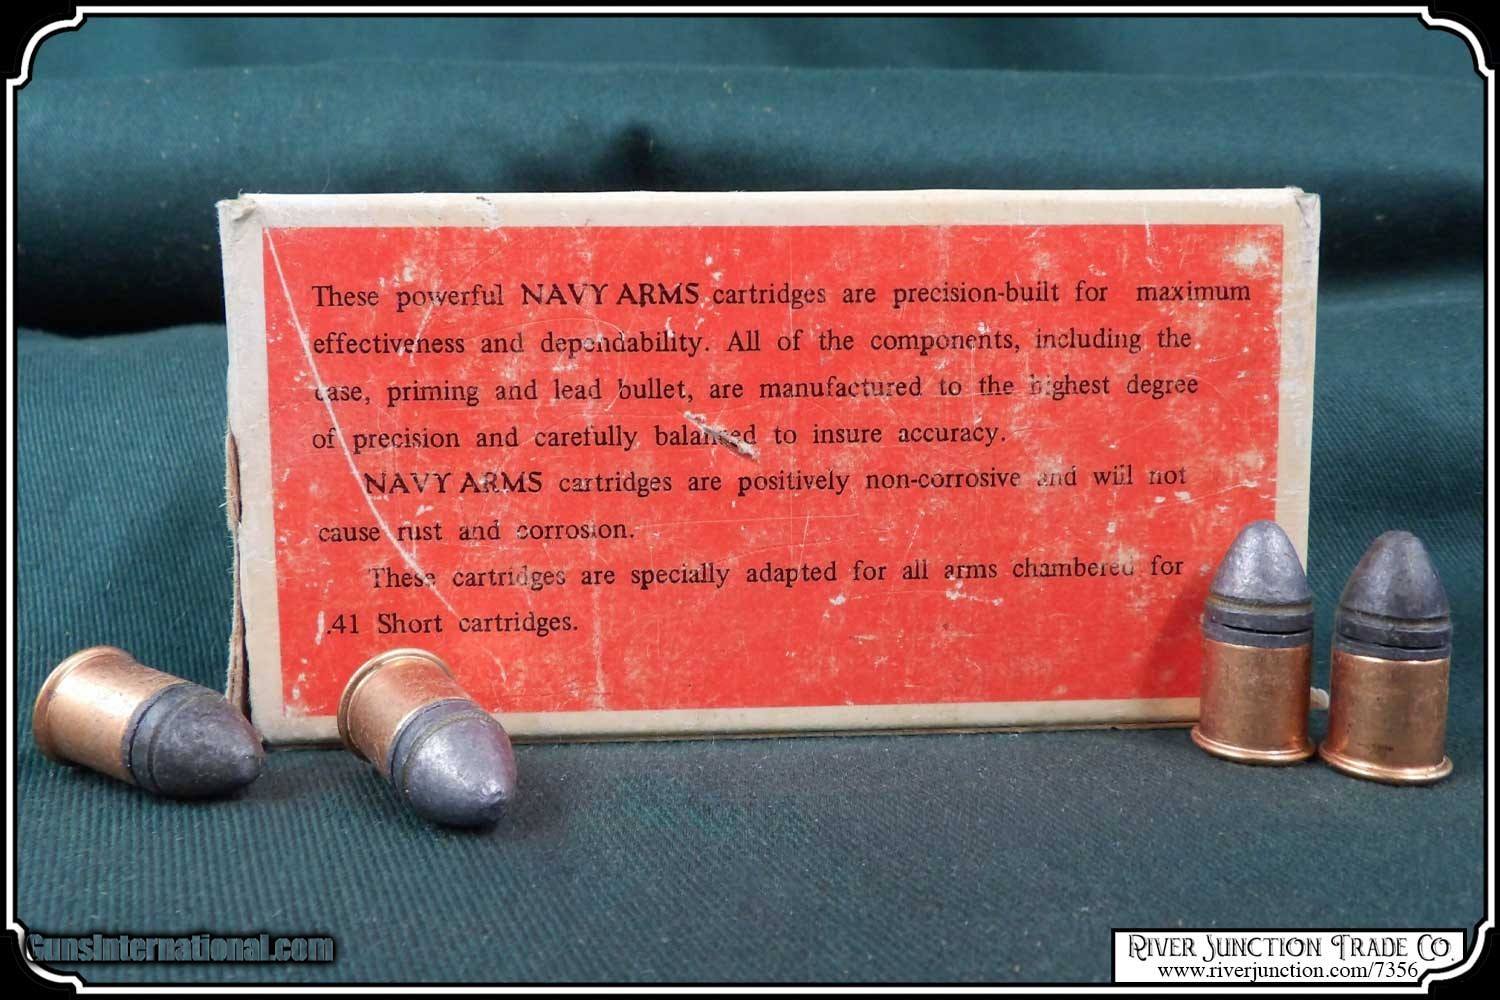 These powerful NAVY ARMS cartridges are precision-built for maximum
effectiveness and dependability. All of the components, including the
case, priming and lead bullet, are manufactured to the highest degree
of precision and carefully balanced to insure accuracy.
NAVY ARMS cartridges are positively non-corrosive and will not
cause rust and corrosion.
These cartridges are specially adapted for all arms chambered for
.41 Short cartridges.
GunsInternational.com
RIVER JUNCTION TRADE CO.
www.riverjunction.com/7356